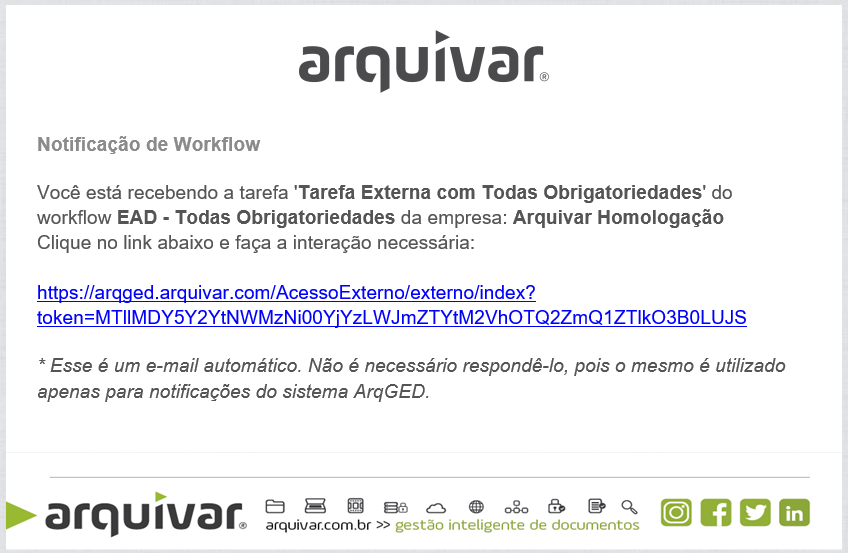 arquivar®
Notificação de Workflow
Você está recebendo a tarefa 'Tarefa Externa com Todas Obrigatoriedades' do
workflow EAD - Todas Obrigatoriedades da empresa: Arquivar Homologação
Clique no link abaixo e faça a interação necessária:
https://arqged.arquivar.com/AcessoExterno/externo/index?
token=MTllMDY5Y2YtNWMzNi00YjYzLWJmZTYtM2VhOTQ2ZmQ1ZTlkO3B0LUJS
* Esse é um e-mail automático. Não é necessário respondê-lo, pois o mesmo é utilizado
apenas para notificações do sistema ArqGED.
arquivar®
arquivar.com.br >> gestão inteligente de documentos